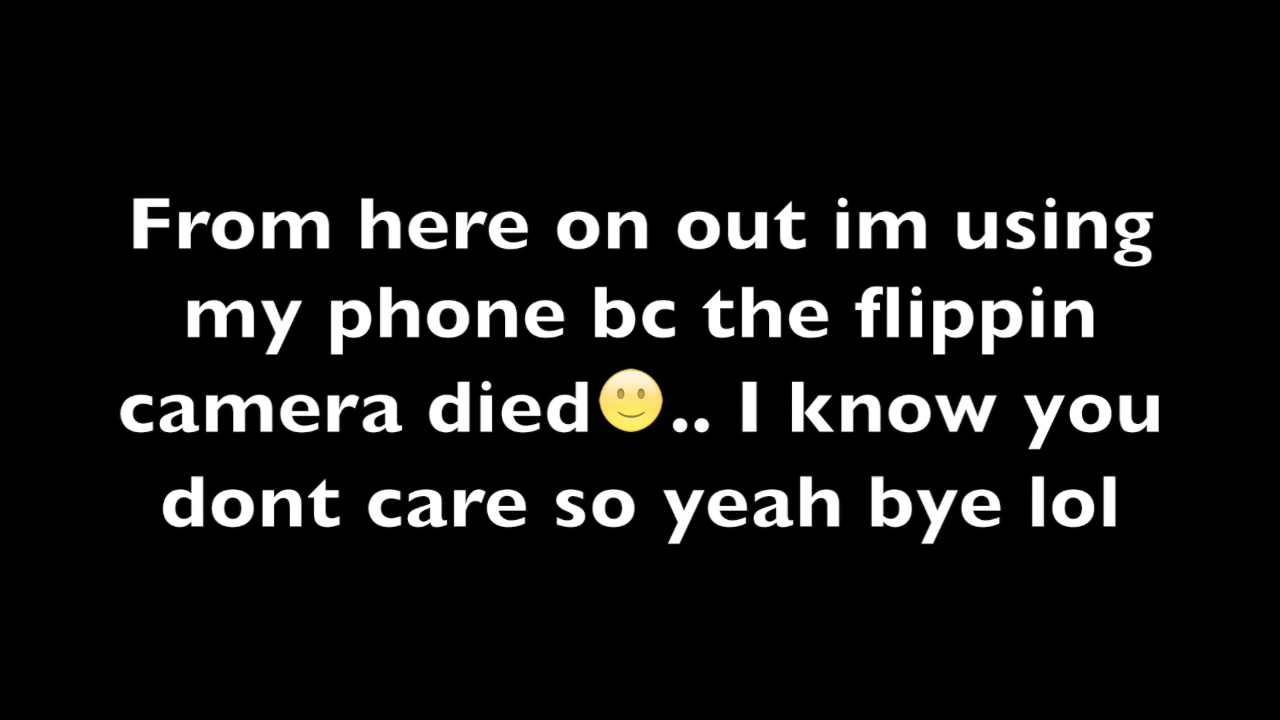 From here on out im using
my phone bc the flippin
camera died🙂.. I know you
dont care so yeah bye lol